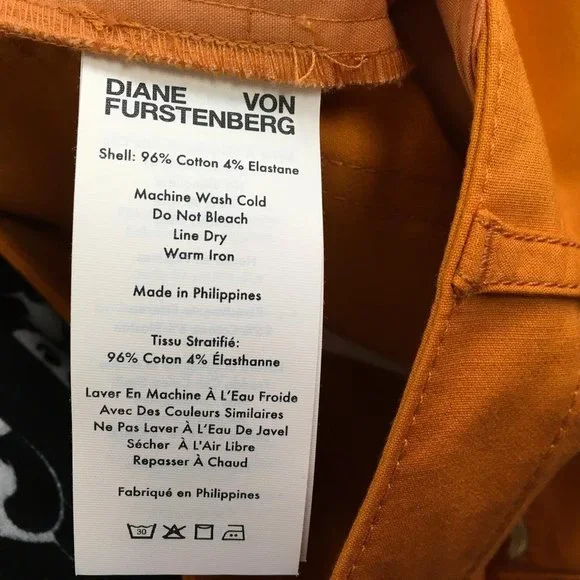 DIANE VON
FURSTENBERG
Shell: 96% Cotton 4% Elastane
Machine Wash Cold
Do Not Bleach
Line Dry
Warm Iron
Made in Philippines
Tissu Stratifié:
96% Coton 4% Élasthanne
Laver En Machine À L'Eau Froide
Avec Des Couleurs Similaires
Ne Pas Laver À L'Eau De Javel
Sécher À L'Air Libre
Repasser À Chaud
Fabriqué en Philippines
30